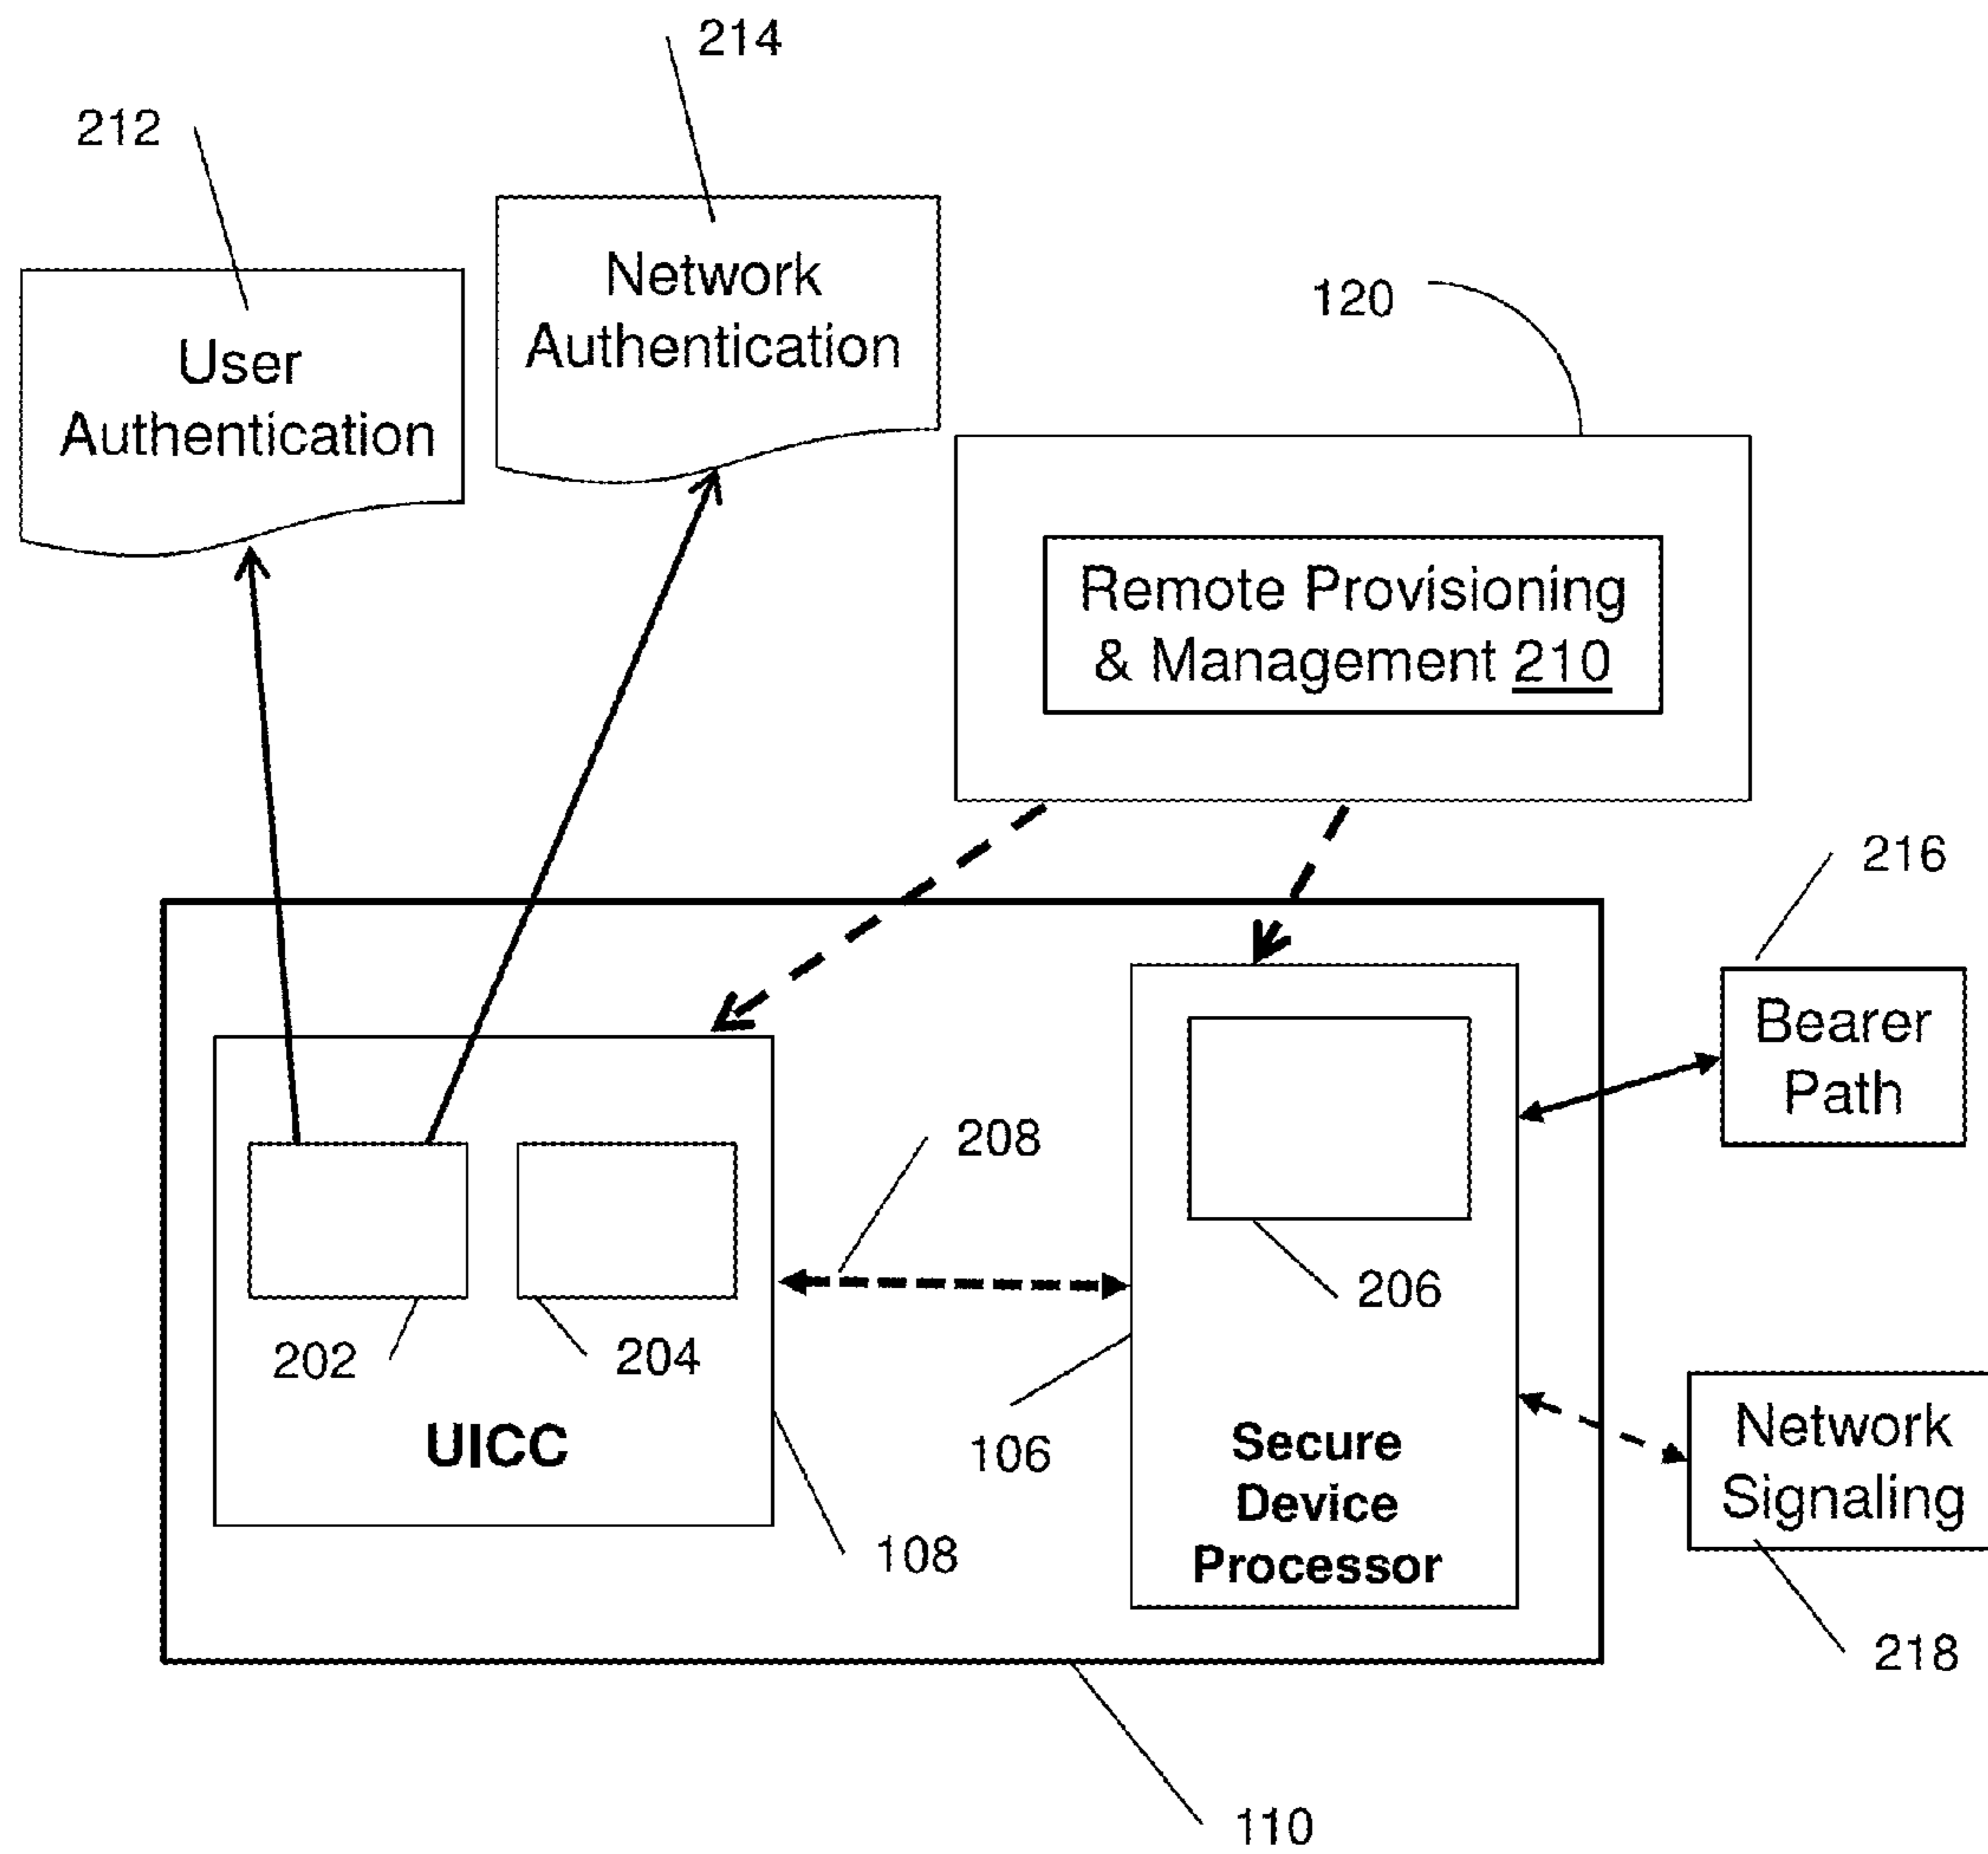 214
212
Network
Authentication
120
User
Authentication
Remote Provisioning
& Management 210
216
Bearer
Path
208
206
202
204
UICC
106
Secure
Device
Processor
Network
Signaling
108
218
110